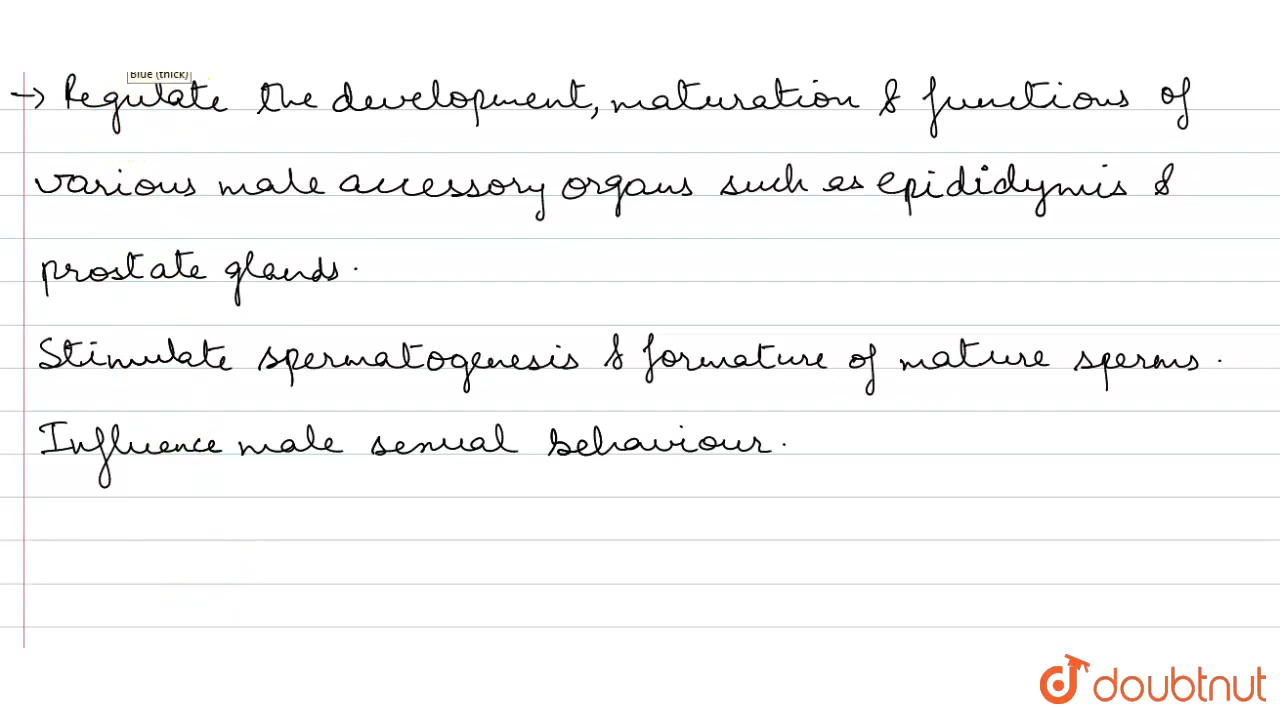 Blue (thick)
→ Regulate the development, maturation & functions of
various male accessory organs such as epididymis &
prostate glands.
Stimulate spermatogenesis & formature of mature sperms.
Influence male sexual behaviour.
doubtnut